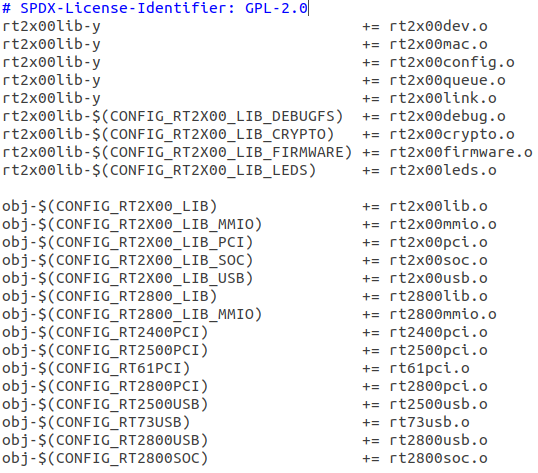 # SPDX-License-Identifier: GPL-2.0
rt2x00lib-y += rt2x00dev.o
rt2x00lib-y += rt2x00mac.o
rt2x00lib-y += rt2x00config.o
rt2x00lib-y += rt2x00queue.o
rt2x00lib-y += rt2x00link.o
rt2x00lib-$(CONFIG_RT2X00_LIB_DEBUGFS) += rt2x00debug.o
rt2x00lib-$(CONFIG_RT2X00_LIB_CRYPTO) += rt2x00crypto.o
rt2x00lib-$(CONFIG_RT2X00_LIB_FIRMWARE) += rt2x00firmware.o
rt2x00lib-$(CONFIG_RT2X00_LIB_LEDS) += rt2x00leds.o
obj-$(CONFIG_RT2X00_LIB) += rt2x00lib.o
obj-$(CONFIG_RT2X00_LIB_MMIO) += rt2x00mmio.o
obj-$(CONFIG_RT2X00_LIB_PCI) += rt2x00pci.o
obj-$(CONFIG_RT2X00_LIB_SOC) += rt2x00soc.o
obj-$(CONFIG_RT2X00_LIB_USB) += rt2x00usb.o
obj-$(CONFIG_RT2800_LIB) += rt2800lib.o
obj-$(CONFIG_RT2800_LIB_MMIO) += rt2800mmio.o
obj-$(CONFIG_RT2400PCI) += rt2400pci.o
obj-$(CONFIG_RT2500PCI) += rt2500pci.o
obj-$(CONFIG_RT61PCI) += rt61pci.o
obj-$(CONFIG_RT2800PCI) += rt2800pci.o
obj-$(CONFIG_RT2500USB) += rt2500usb.o
obj-$(CONFIG_RT73USB) += rt73usb.o
obj-$(CONFIG_RT2800USB) += rt2800usb.o
obj-$(CONFIG_RT2800SOC) += rt2800soc.o